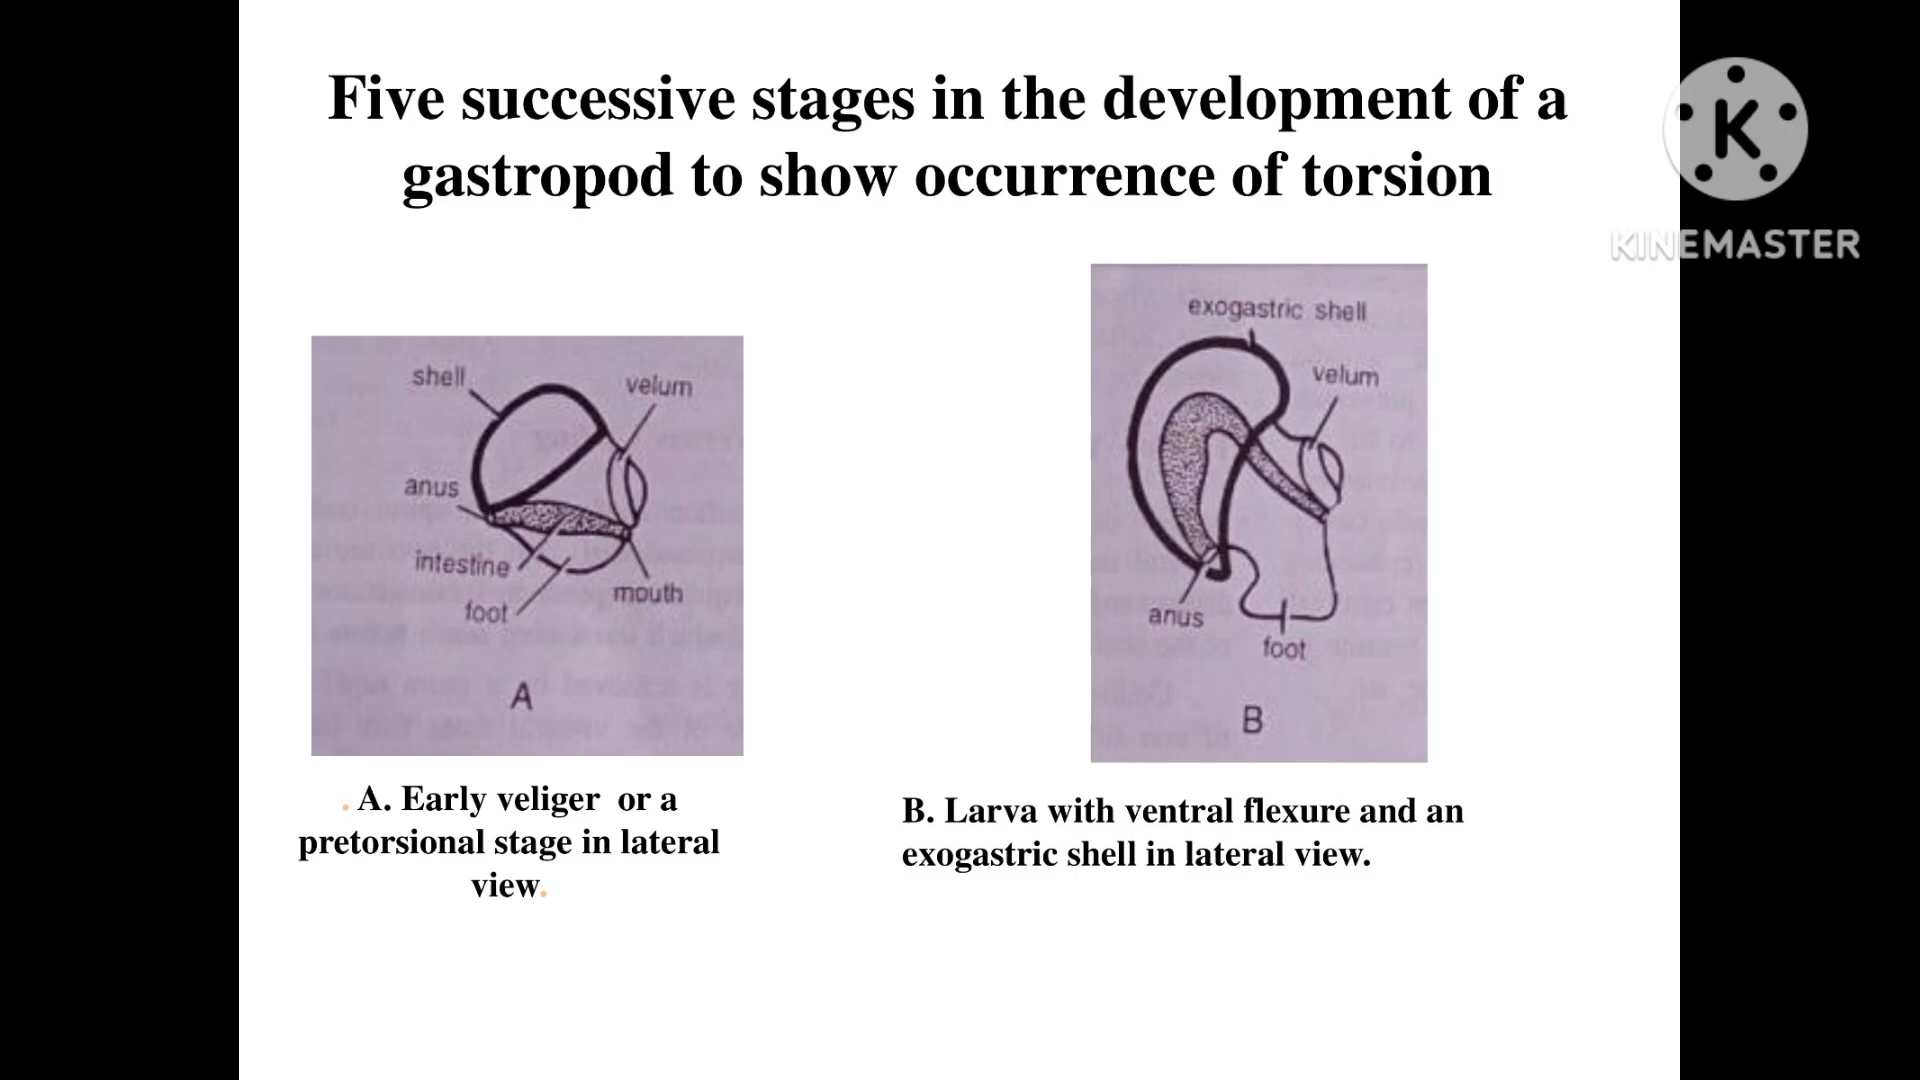 Five successive stages in the development of a
gastropod to show occurrence of torsion
K
KINEMASTER
shell
velum
anus
intestine
foot
mouth
A
exogastric shell
velum
anus
foot
B
. A. Early veliger or a
pretorsional stage in lateral
view.
B. Larva with ventral flexure and an
exogastric shell in lateral view.